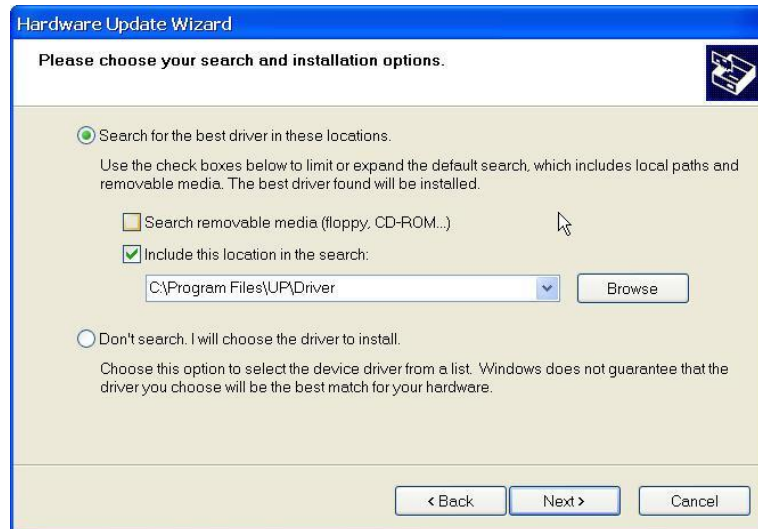 Hardware Update Wizard
Please choose your search and installation options.
Search for the best driver in these locations.
Use the check boxes below to limit or expand the default search, which includes local paths and
removable media. The best driver found will be installed.
Search removable media (floppy, CD-ROM...)
Include this location in the search:
C:\Program Files\UP\Driver
Browse
Don't search. I will choose the driver to install.
Choose this option to select the device driver from a list. Windows does not guarantee that the
driver you choose will be the best match for your hardware.
< Back
Next >
Cancel